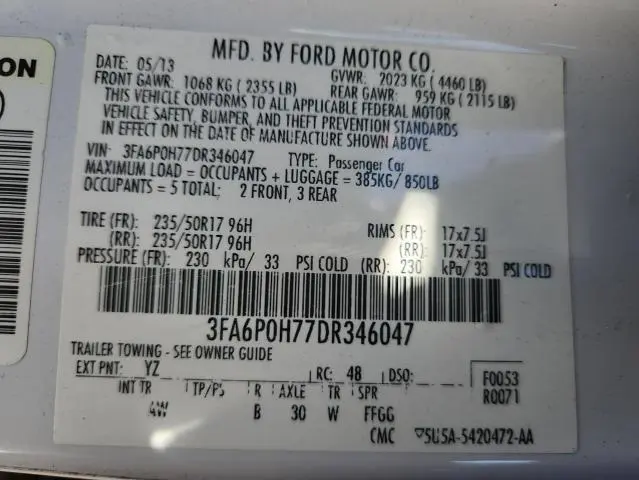 ON
MFD. BY FORD MOTOR CO.
DATE: 05/13 GVWR: 2023 KG (4460 LB)
FRONT GAWR: 1068 KG (2355 LB) REAR GAWR: 959 KG (2115 LB)
THIS VEHICLE CONFORMS TO ALL APPLICABLE FEDERAL MOTOR
VEHICLE SAFETY, BUMPER, AND THEFT PREVENTION STANDARDS
IN EFFECT ON THE DATE OF MANUFACTURE SHOWN ABOVE.
VIN: 3FA6P0H77DR346047 TYPE: Passenger Car
MAXIMUM LOAD = OCCUPANTS + LUGGAGE = 385KG/850LB
OCCUPANTS = 5 TOTAL: 2 FRONT, 3 REAR
TIRE (FR): 235/50R17 96H RIMS (FR): 17x7.5J
(RR): 235/50R17 96H (RR): 17x7.5J
PRESSURE (FR): 230 kPa/ 33 PSI COLD (RR): 230 kPa/ 33 PSI COLD
3FA6P0H77DR346047
TRAILER TOWING - SEE OWNER GUIDE
EXT PNT: YZ RC: 48 DSO: F0053
INT TR TP/PS R AXLE TR SPR R0071
AW B 30 W FFGG
CMC 5U5A-5420472-AA